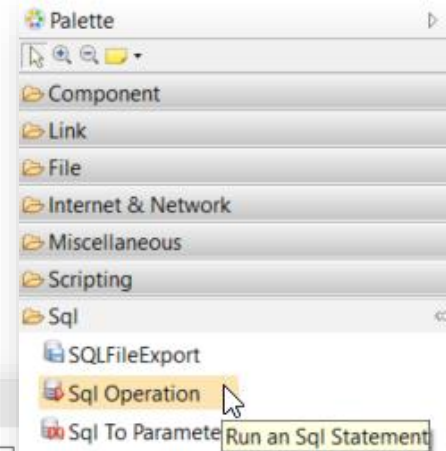 Palette
Component
Link
File
Internet & Network
Miscellaneous
Scripting
Sql
SQLFileExport
Sql Operation
Sql To Paramete
Run an Sql Statement